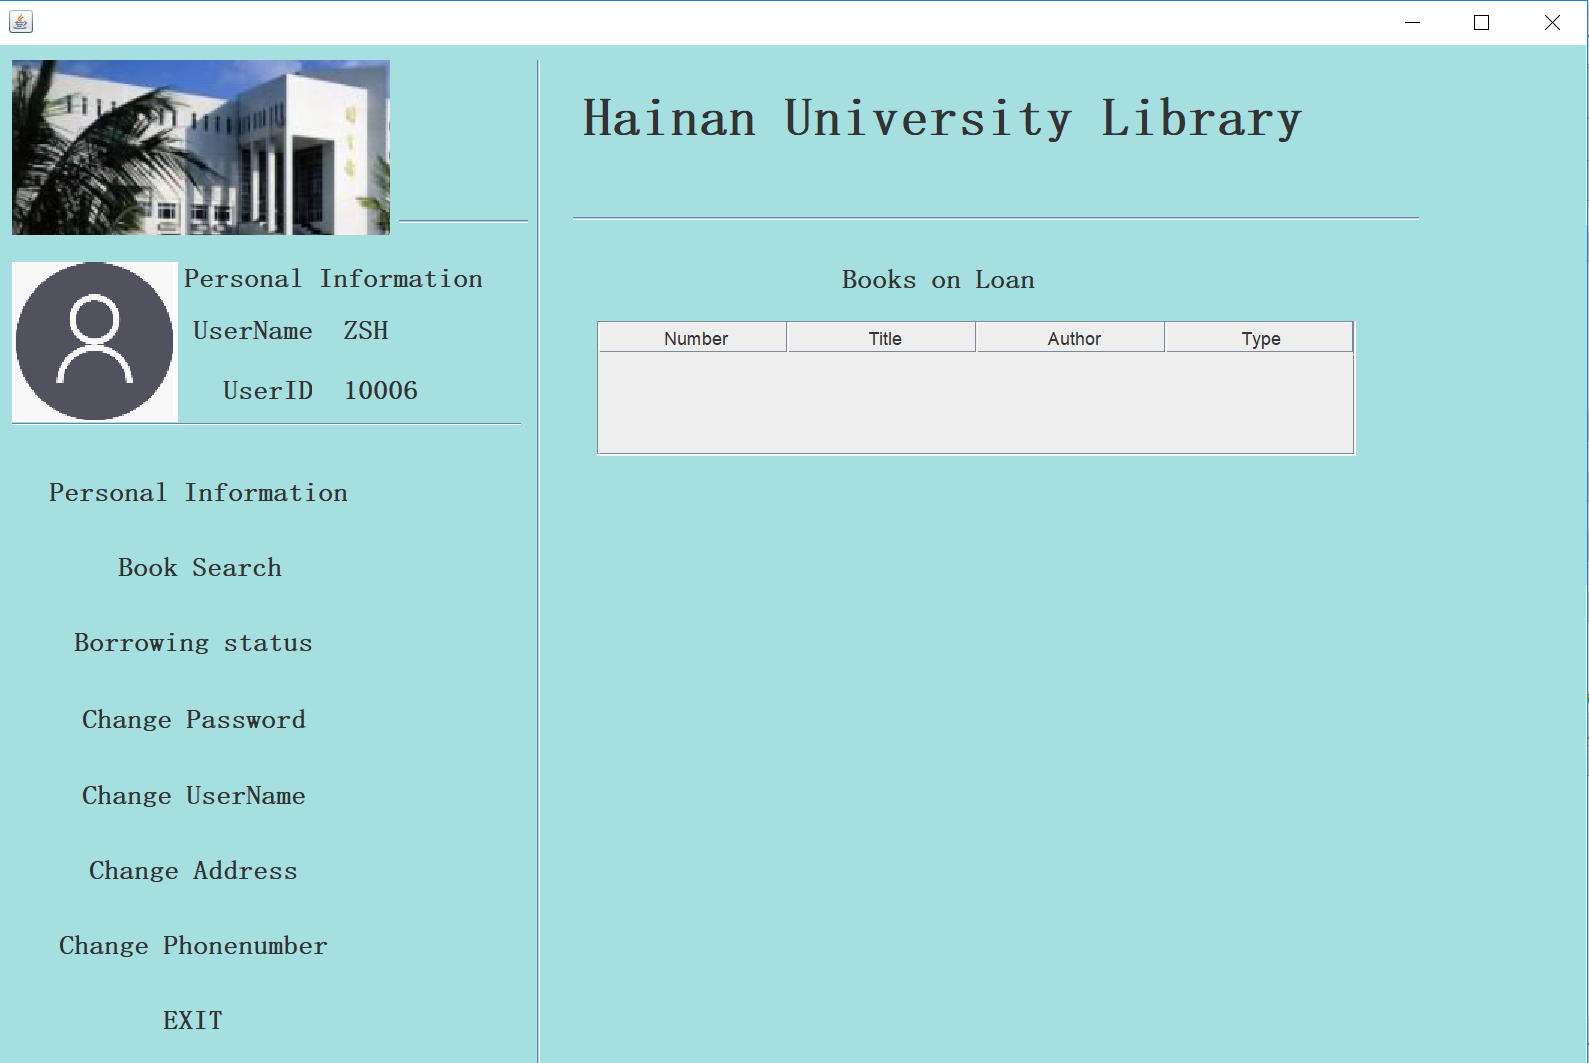 Hainan University Library
Personal Information
UserName ZSH
UserID 10006
Personal Information
Book Search
Borrowing status
Change Password
Change UserName
Change Address
Change Phonenumber
EXIT
Books on Loan
Number Title Author Type